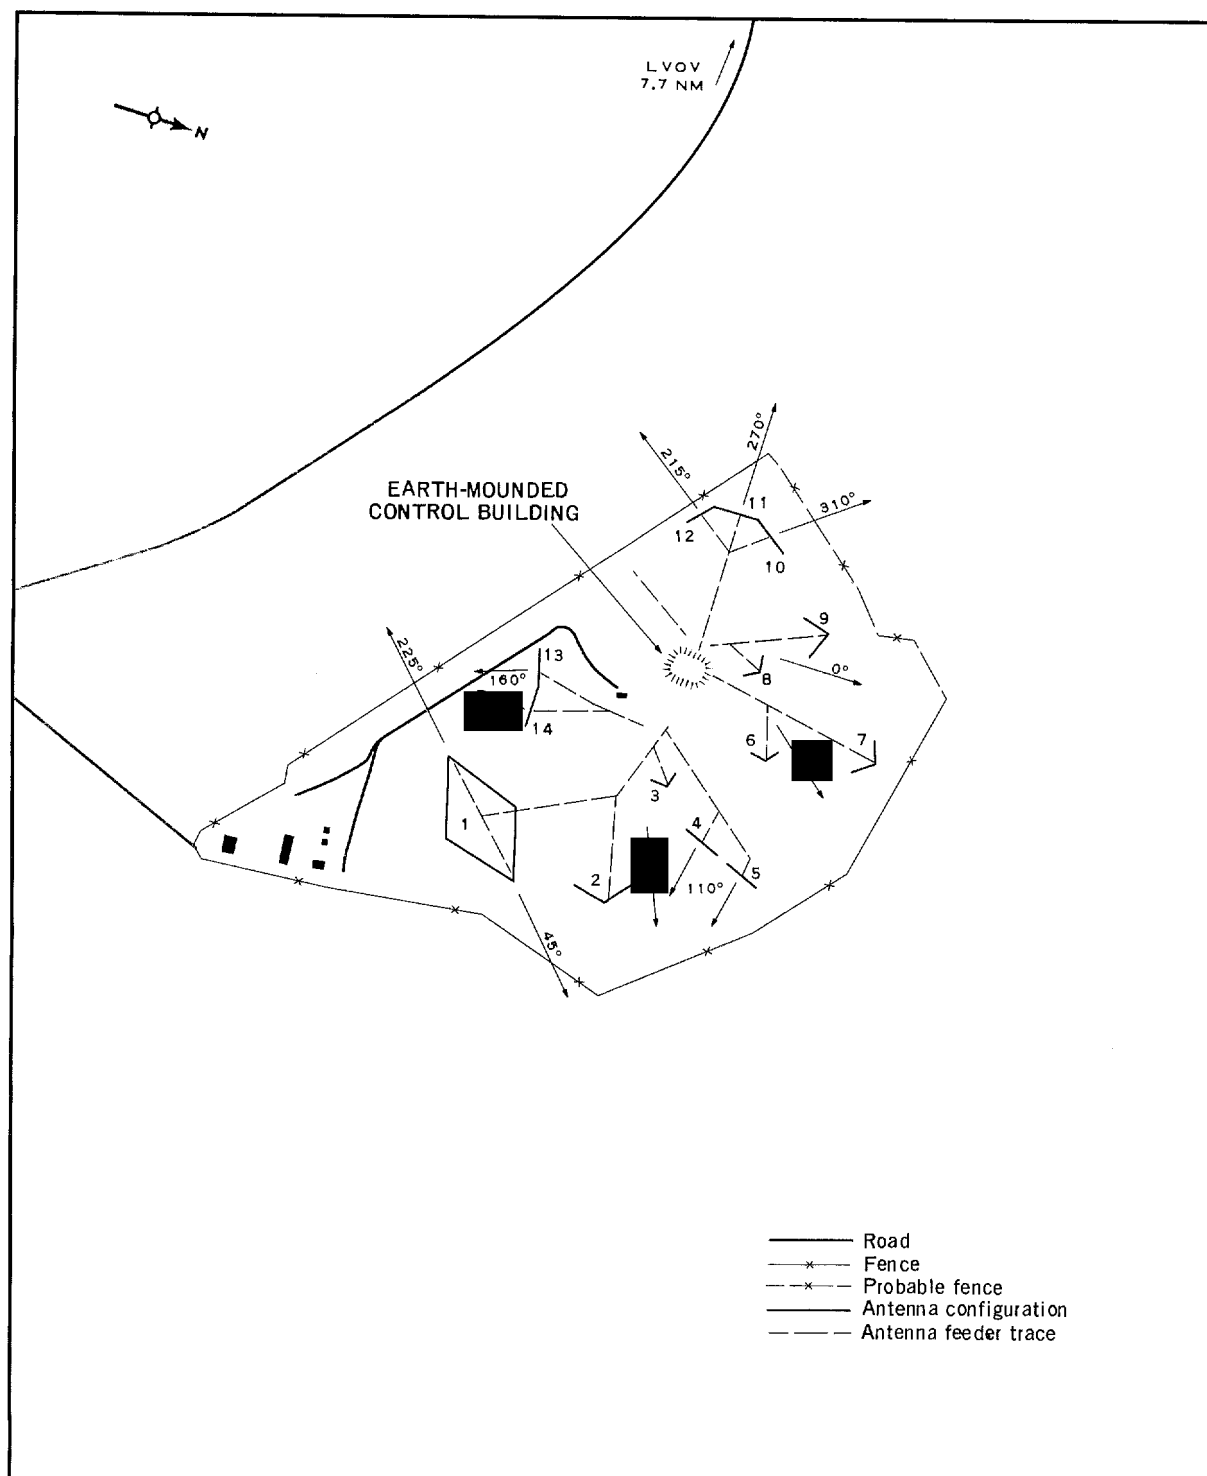 LVOV
7.7 NM
N
270°
215°
EARTH-MOUNDED
CONTROL BUILDING
11
310°
12
10
9
225°
13
8
0°
160°
14
6
7
3
1
4
2
110°
5
45°
Road
Fence
Probable fence
Antenna configuration
Antenna feeder trace